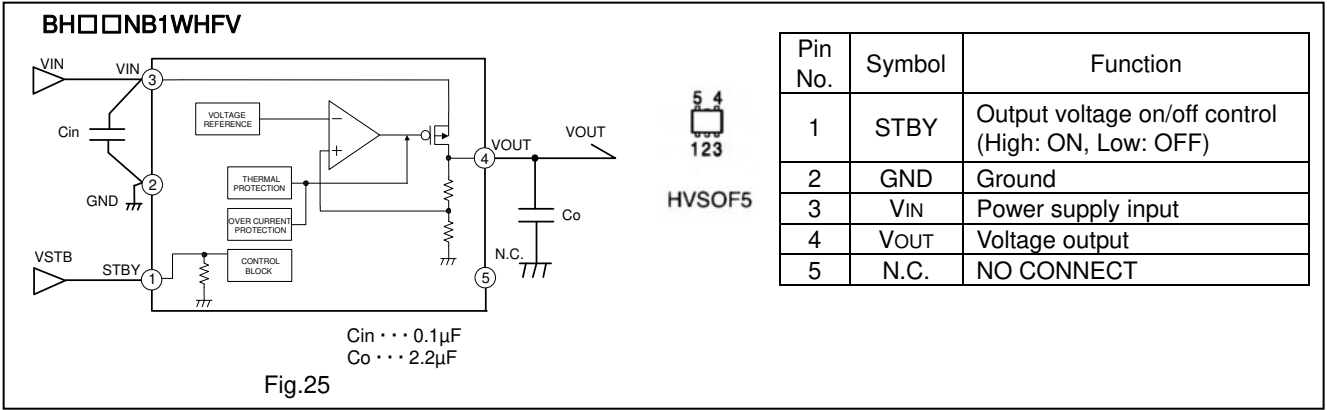 BH□□NB1WHFV
VIN
VIN
3
Cin
GND
2
VSTB
STBY
1
VOLTAGE
REFERENCE
THERMAL
PROTECTION
OVER CURRENT
PROTECTION
CONTROL
BLOCK
−
+
VOUT
4
VOUT
Co
N.C.
5
Cin・・・0.1μF
Co・・・2.2μF
Fig.25
5 4
123
HVSOF5
Pin No. Symbol Function
1 STBY Output voltage on/off control
(High: ON, Low: OFF)
2 GND Ground
3 VIN Power supply input
4 VOUT Voltage output
5 N.C. NO CONNECT